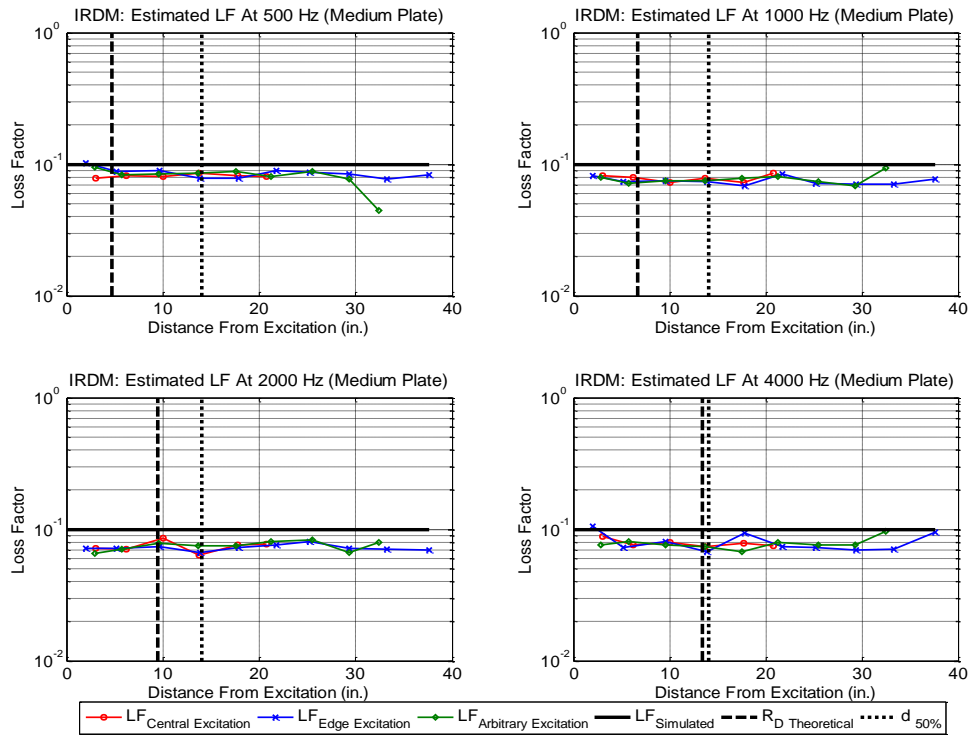 IRDM: Estimated LF At 500 Hz (Medium Plate)
10^0
10^-1
10^-2
Loss Factor
0 10 20 30 40
Distance From Excitation (in.)
IRDM: Estimated LF At 1000 Hz (Medium Plate)
10^0
10^-1
10^-2
Loss Factor
0 10 20 30 40
Distance From Excitation (in.)
IRDM: Estimated LF At 2000 Hz (Medium Plate)
10^0
10^-1
10^-2
Loss Factor
0 10 20 30 40
Distance From Excitation (in.)
IRDM: Estimated LF At 4000 Hz (Medium Plate)
10^0
10^-1
10^-2
Loss Factor
0 10 20 30 40
Distance From Excitation (in.)
LF Central Excitation LF Edge Excitation LF Arbitrary Excitation LF Simulated R D Theoretical d 50%